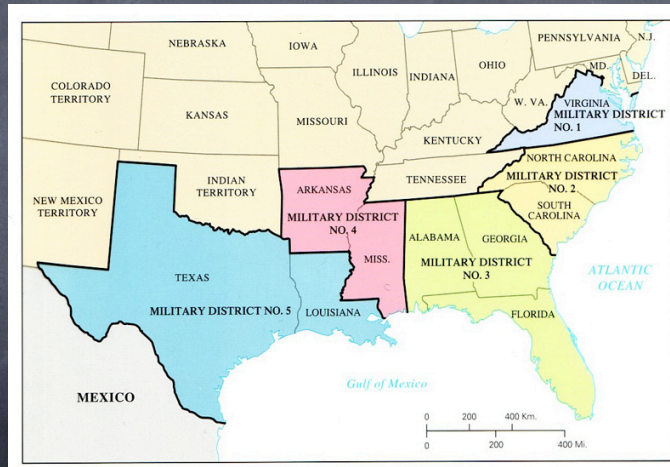 PENNSYLVANIA
N.J.
NEBRASKA
IOWA
OHIO
MD.
DEL.
ILLINOIS
INDIANA
COLORADO
TERRITORY
W. VA.
VIRGINIA
MILITARY DISTRICT
NO. 1
KANSAS
MISSOURI
KENTUCKY
NORTH CAROLINA
MILITARY DISTRICT
NO. 2
TENNESSEE
INDIAN
TERRITORY
ARKANSAS
NEW MEXICO
TERRITORY
SOUTH
CAROLINA
MILITARY DISTRICT
NO. 4
ALABAMA
GEORGIA
MISS.
MILITARY DISTRICT
NO. 3
ATLANTIC
OCEAN
TEXAS
MILITARY DISTRICT NO. 5
LOUISIANA
FLORIDA
Gulf of Mexico
MEXICO
0 200 400 Km.
0 200 400 Mi.